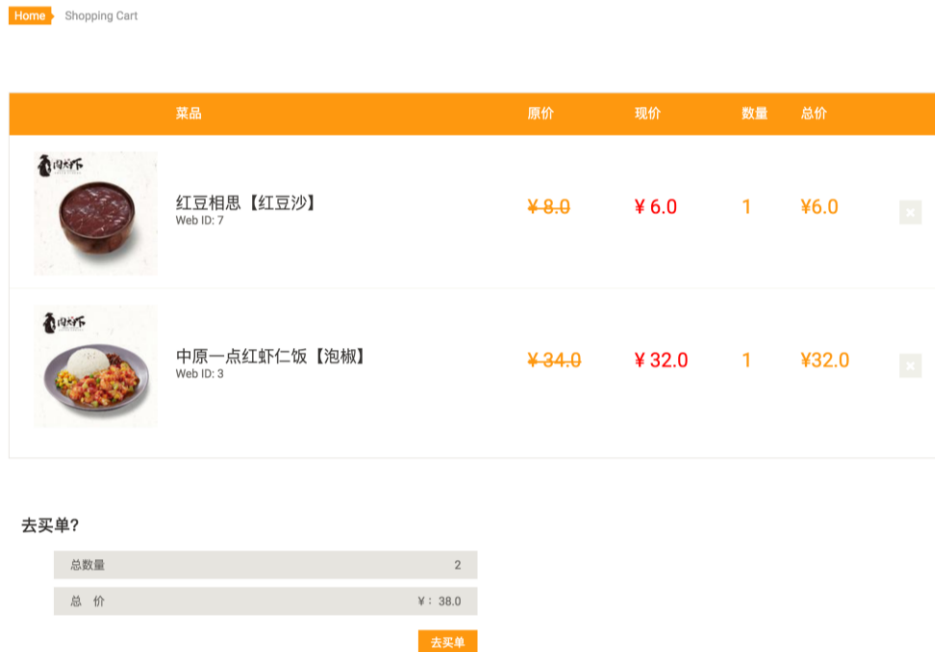 Home Shopping Cart
菜品 原价 现价 数量 总价
红豆相思【红豆沙】 ¥ 8.0 ¥ 6.0 1 ¥6.0
Web ID: 7
中原一点红虾仁饭【泡椒】 ¥ 34.0 ¥ 32.0 1 ¥32.0
Web ID: 3
去买单?
总数量 2
总 价 ¥ : 38.0
去买单